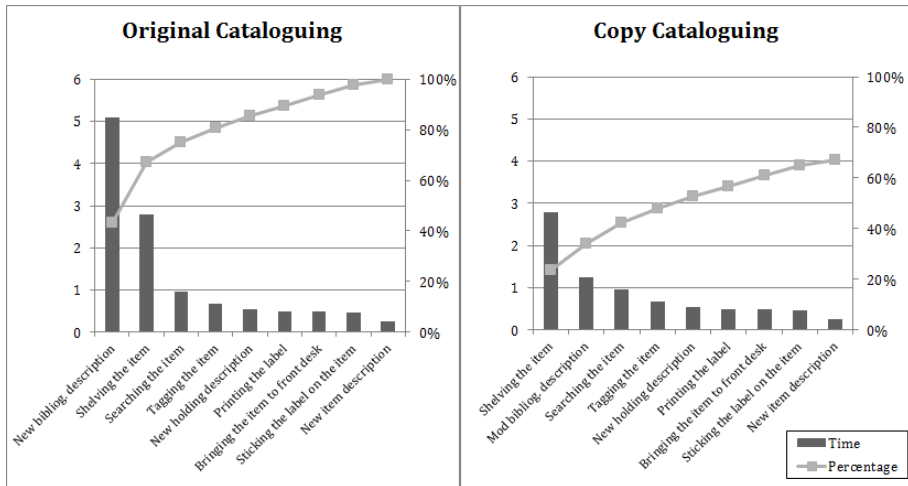 Original Cataloguing
6
5
4
3
2
1
0
100%
80%
60%
40%
20%
0%
New bibliog. description
Shelving the item
Searching the item
Tagging the item
New holding description
Printing the label
Bringing the item to front desk
Sticking the label on the item
New item description
Copy Cataloguing
6
5
4
3
2
1
0
100%
80%
60%
40%
20%
0%
Shelving the item
Mod bibliog. description
Searching the item
Tagging the item
New holding description
Printing the label
Bringing the item to front desk
Sticking the label on the item
New item description
Time
Percentage